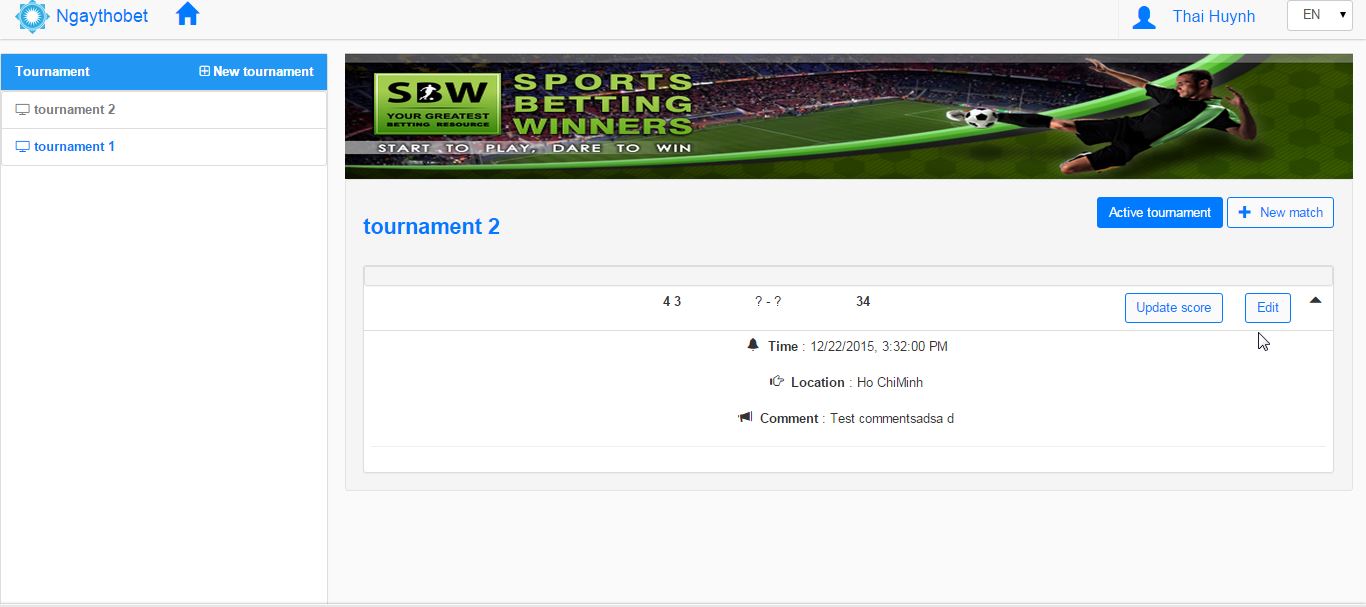 Ngaythobet
Thai Huynh
EN
Tournament
New tournament
tournament 2
tournament 1
SBW
YOUR GREATEST
BETTING RESOURCE
SPORTS
BETTING
WINNERS
START TO PLAY, DARE TO WIN
tournament 2
Active tournament
New match
4 3 ? - ? 34
Update score
Edit
Time : 12/22/2015, 3:32:00 PM
Location : Ho ChiMinh
Comment : Test commentsadsa d